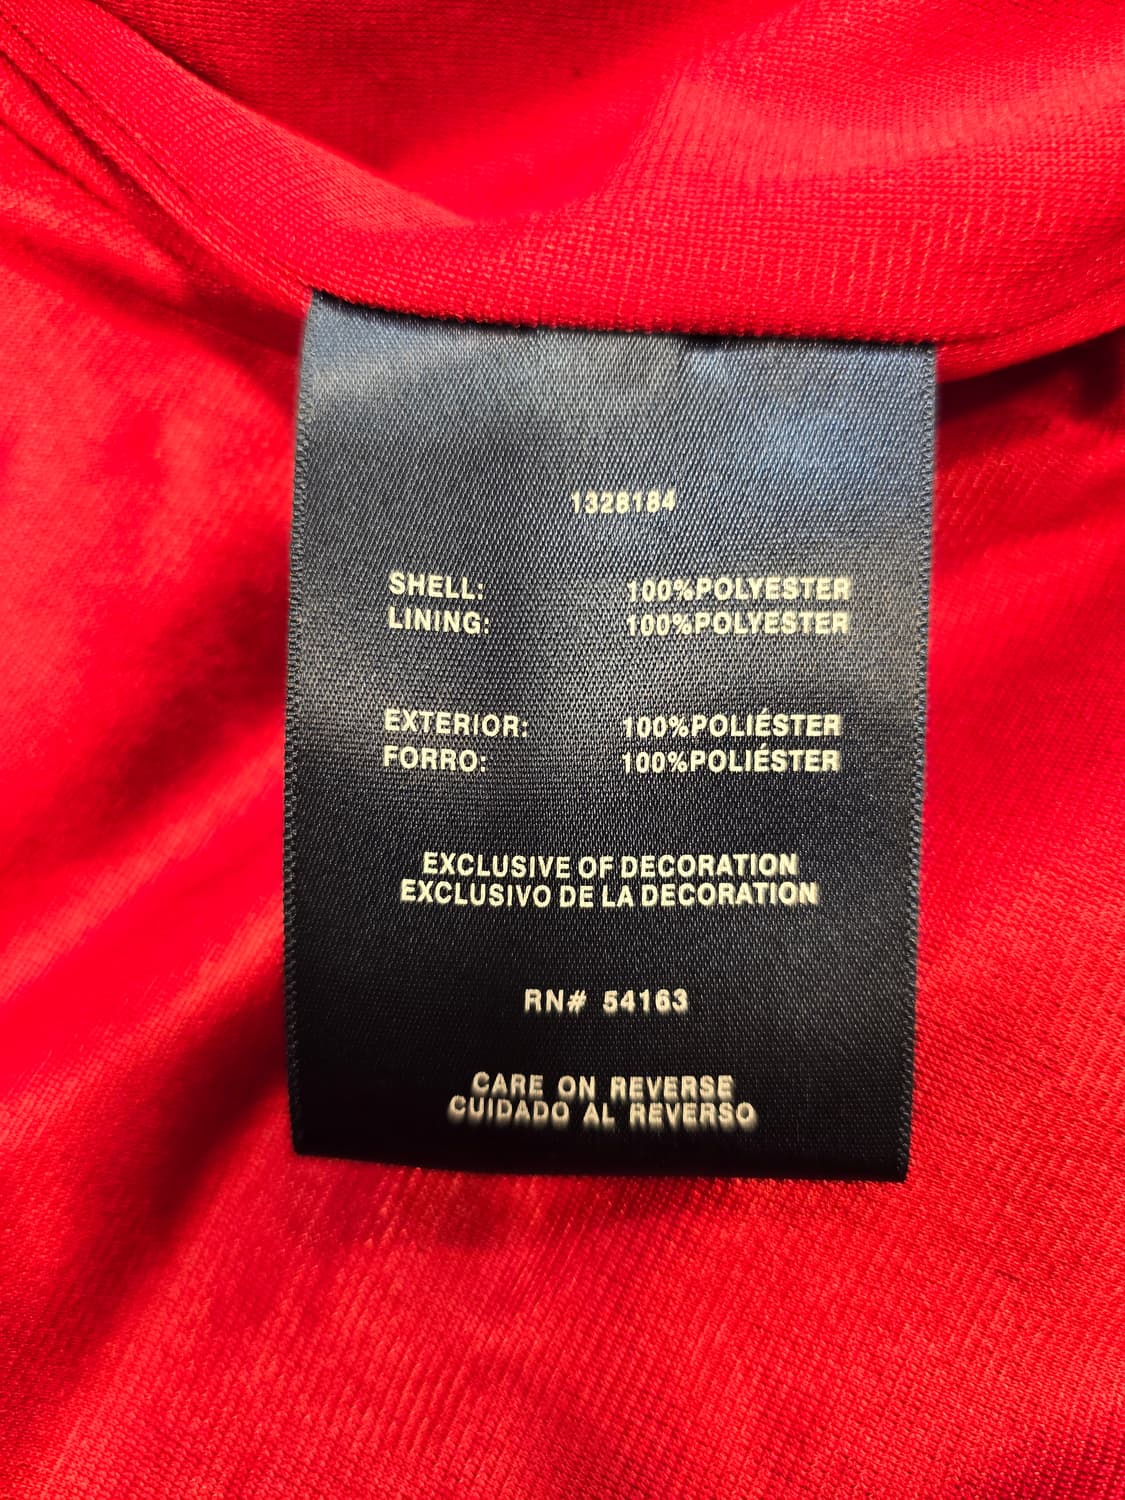 1328184
SHELL: 100%POLYESTER
LINING: 100%POLYESTER
EXTERIOR: 100%POLIÉSTER
FORRO: 100%POLIÉSTER
EXCLUSIVE OF DECORATION
EXCLUSIVO DE LA DECORATION
RN# 54163
CARE ON REVERSE
CUIDADO AL REVERSO